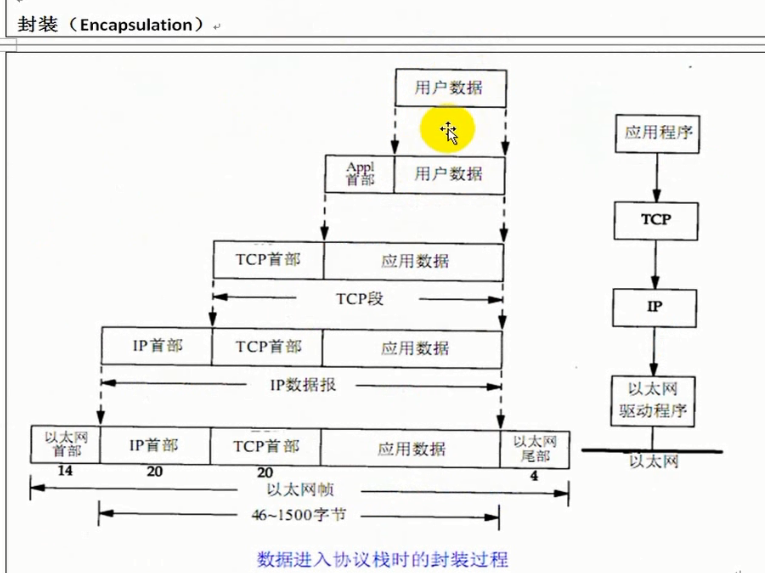 封装（Encapsulation）
用户数据
Appl
首部
用户数据
应用程序
TCP
TCP首部
应用数据
TCP段
IP
IP首部
TCP首部
应用数据
IP数据报
以太网
驱动程序
以太网
首部
IP首部
TCP首部
应用数据
以太网
尾部
以太网
14
20
20
4
以太网帧
46~1500字节
数据进入协议栈时的封装过程